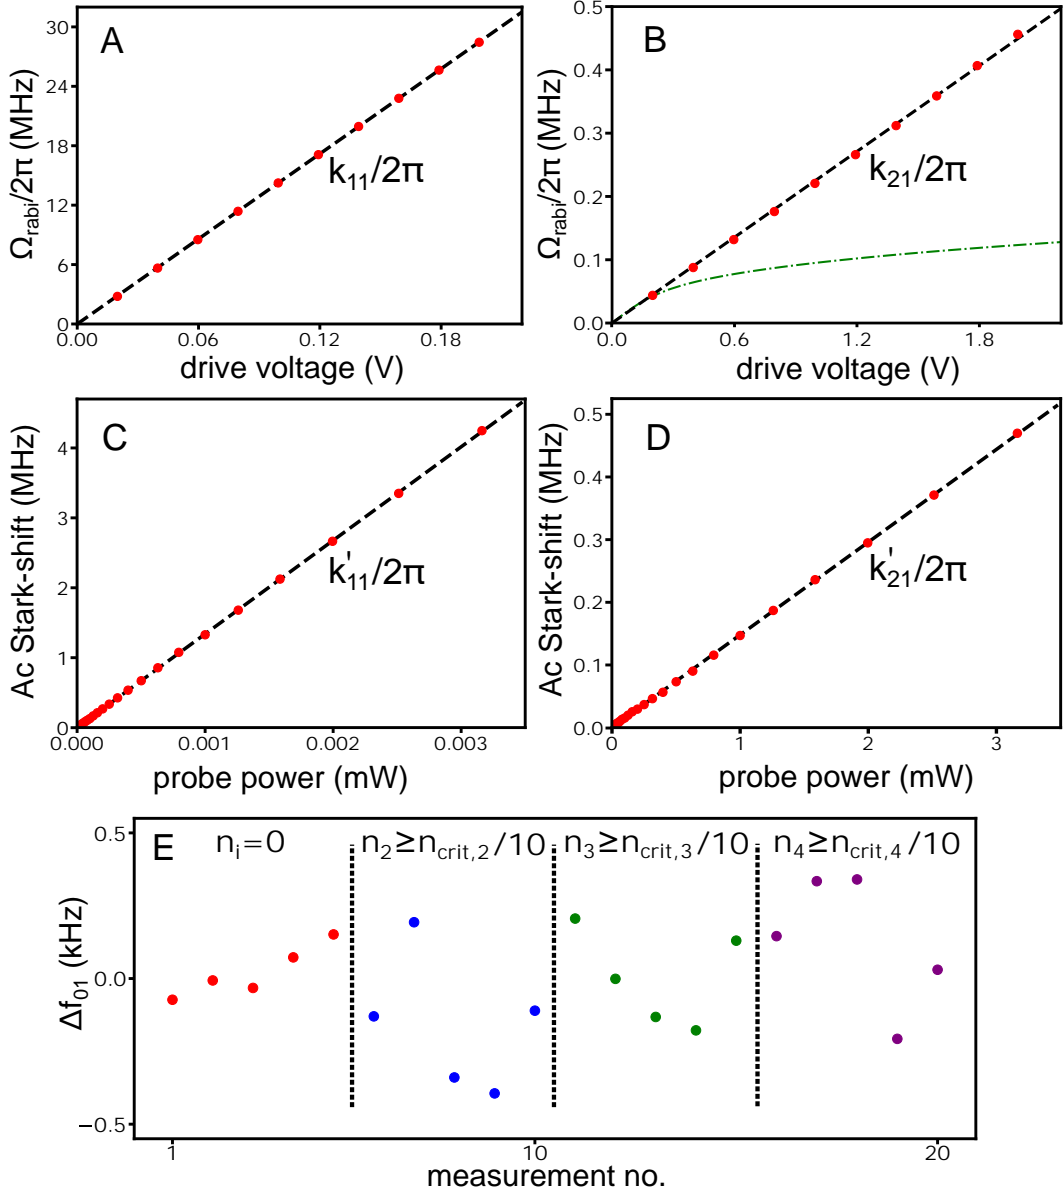 A
Ω_rabi/2π (MHz)
30
24
18
12
6
0
k₁₁/2π
0.00 0.06 0.12 0.18
drive voltage (V)
B
Ω_rabi/2π (MHz)
0.5
0.4
0.3
0.2
0.1
0.0
k₂₁/2π
0.0 0.6 1.2 1.8
drive voltage (V)
C
Ac Stark-shift (MHz)
4
3
2
1
0
k'₁₁/2π
0.000 0.001 0.002 0.003
probe power (mW)
D
Ac Stark-shift (MHz)
0.5
0.4
0.3
0.2
0.1
0.0
k'₂₁/2π
0 1 2 3
probe power (mW)
E
n_i=0 n₂≥n_crit,2/10 n₃≥n_crit,3/10 n₄≥n_crit,4/10
Δf₀₁ (kHz)
0.5
0.0
−0.5
1 10 20
measurement no.